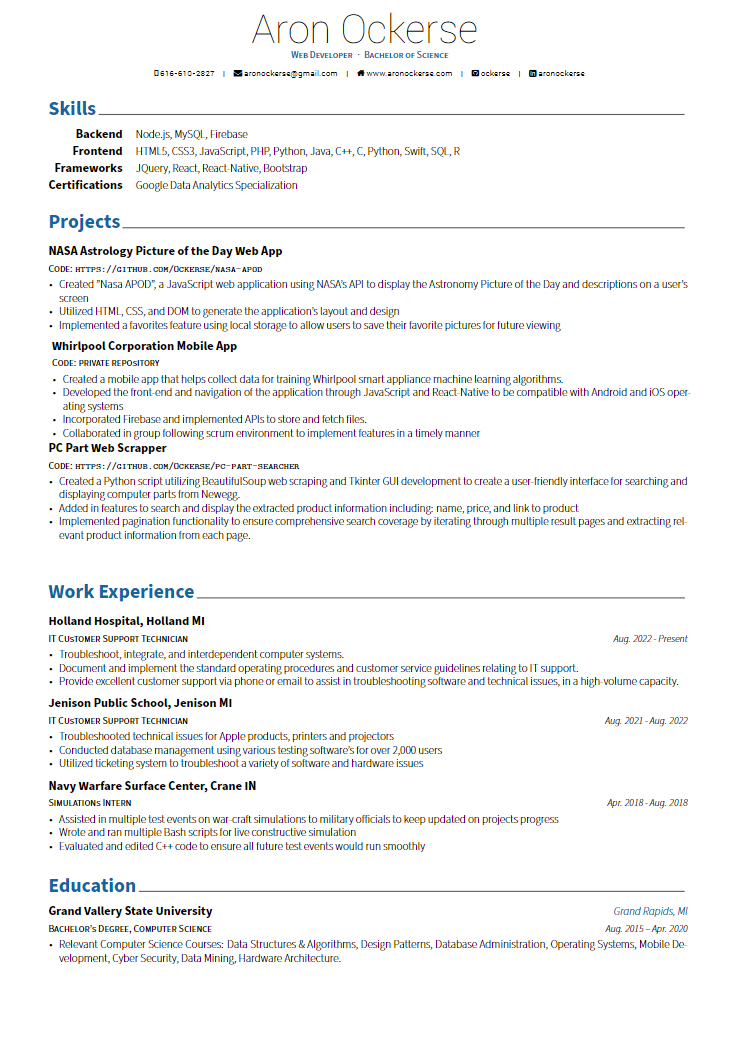 Aron Ockerse
Web Developer · Bachelor of Science
616-610-2827 | aronockerse@gmail.com | www.aronockerse.com | ockerse | aronockerse
Skills
Backend Node.js, MySQL, Firebase
Frontend HTML5, CSS3, JavaScript, PHP, Python, Java, C++, C, Python, Swift, SQL, R
Frameworks JQuery, React, React-Native, Bootstrap
Certifications Google Data Analytics Specialization
Projects
NASA Astrology Picture of the Day Web App
Code: https://github.com/Ockerse/nasa-apod
• Created "Nasa APOD", a JavaScript web application using NASA's API to display the Astronomy Picture of the Day and descriptions on a user's
screen
• Utilized HTML, CSS, and DOM to generate the application's layout and design
• Implemented a favorites feature using local storage to allow users to save their favorite pictures for future viewing
Whirlpool Corporation Mobile App
Code: private repository
• Created a mobile app that helps collect data for training Whirlpool smart appliance machine learning algorithms.
• Developed the front-end and navigation of the application through JavaScript and React-Native to be compatible with Android and iOS oper-
ating systems
• Incorporated Firebase and implemented APIs to store and fetch files.
• Collaborated in group following scrum environment to implement features in a timely manner
PC Part Web Scrapper
Code: https://github.com/Ockerse/pc-part-searcher
• Created a Python script utilizing BeautifulSoup web scraping and Tkinter GUI development to create a user-friendly interface for searching and
displaying computer parts from Newegg.
• Added in features to search and display the extracted product information including: name, price, and link to product
• Implemented pagination functionality to ensure comprehensive search coverage by iterating through multiple result pages and extracting rel-
evant product information from each page.
Work Experience
Holland Hospital, Holland MI
IT Customer Support Technician Aug. 2022 - Present
• Troubleshoot, integrate, and interdependent computer systems.
• Document and implement the standard operating procedures and customer service guidelines relating to IT support.
• Provide excellent customer support via phone or email to assist in troubleshooting software and technical issues, in a high-volume capacity.
Jenison Public School, Jenison MI
IT Customer Support Technician Aug. 2021 - Aug. 2022
• Troubleshooted technical issues for Apple products, printers and projectors
• Conducted database management using various testing software's for over 2,000 users
• Utilized ticketing system to troubleshoot a variety of software and hardware issues
Navy Warfare Surface Center, Crane IN
Simulations Intern Apr. 2018 - Aug. 2018
• Assisted in multiple test events on war-craft simulations to military officials to keep updated on projects progress
• Wrote and ran multiple Bash scripts for live constructive simulation
• Evaluated and edited C++ code to ensure all future test events would run smoothly
Education
Grand Vallery State University Grand Rapids, MI
Bachelor's Degree, Computer Science Aug. 2015 – Apr. 2020
• Relevant Computer Science Courses: Data Structures & Algorithms, Design Patterns, Database Administration, Operating Systems, Mobile De-
velopment, Cyber Security, Data Mining, Hardware Architecture.